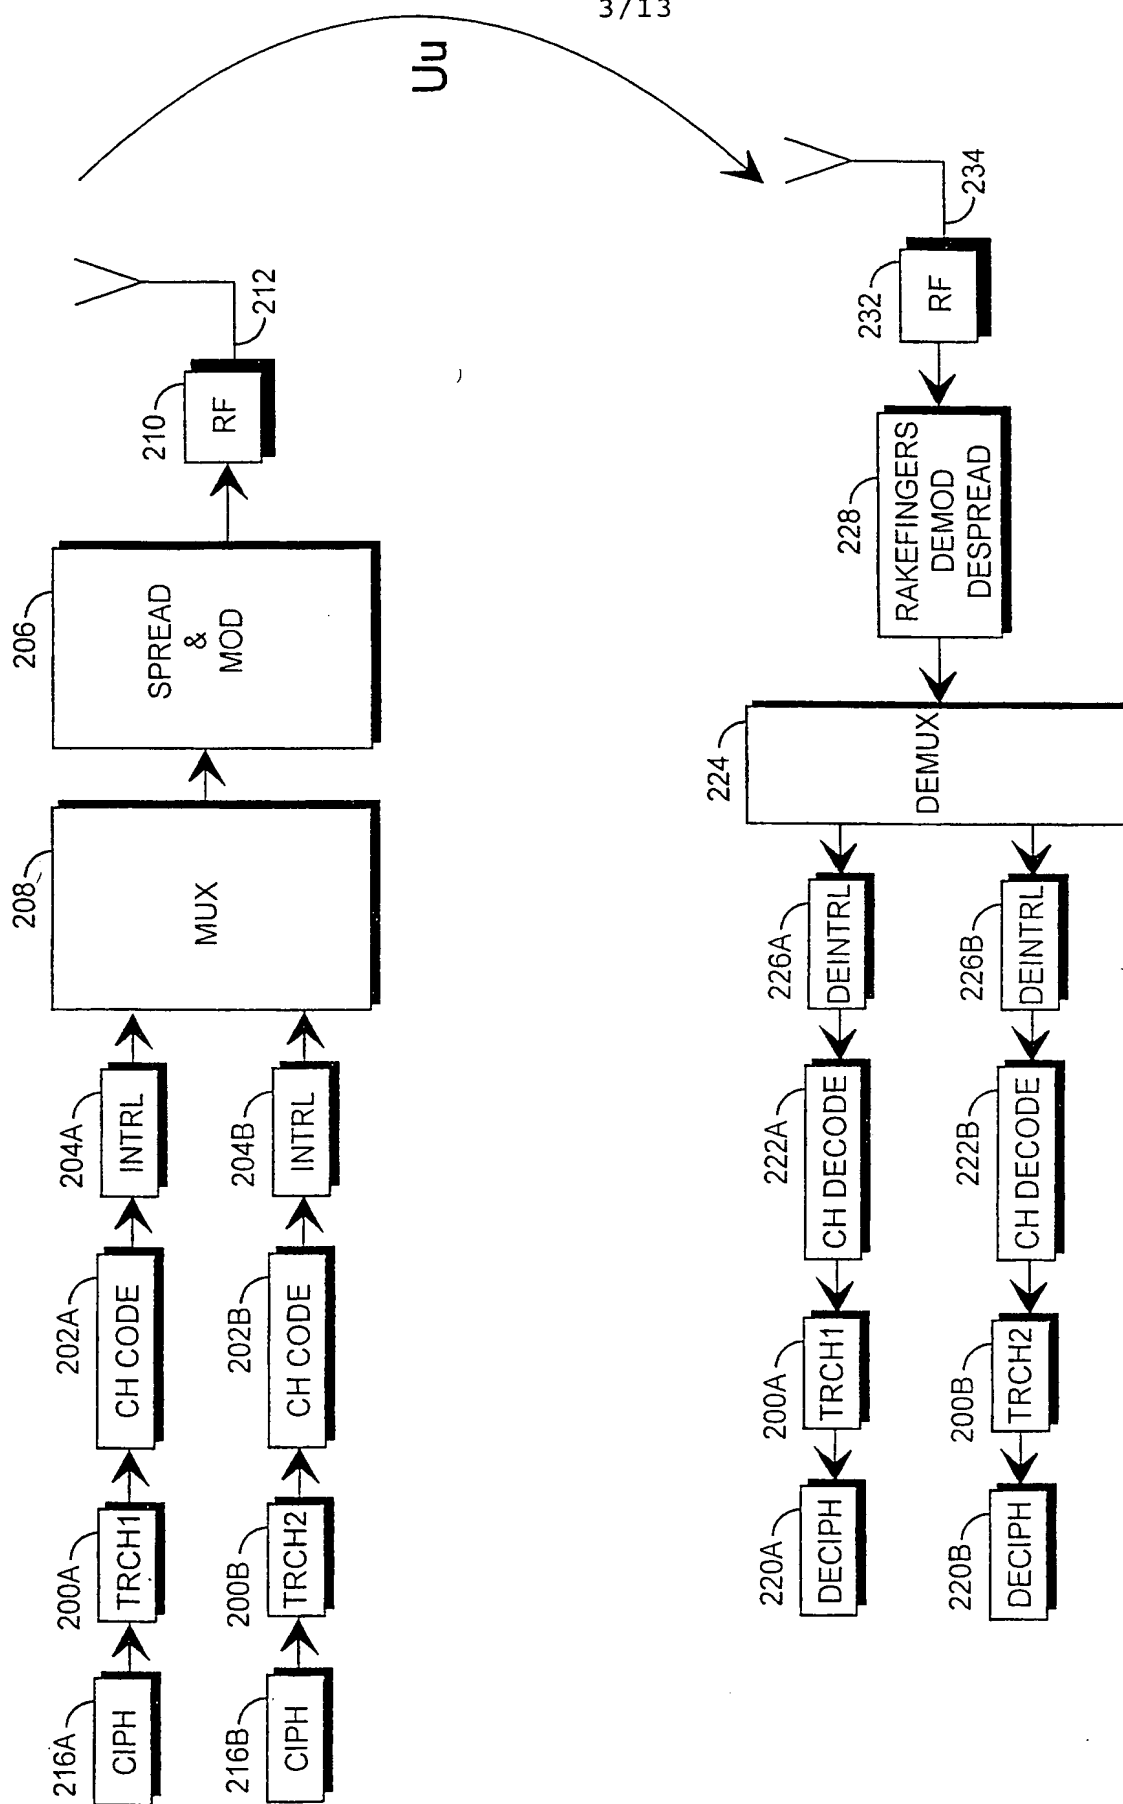 3/13
Uu
216A
CIPH
200A
TRCH1
202A
CH CODE
204A
INTRL
216B
CIPH
200B
TRCH2
202B
CH CODE
204B
INTRL
208
MUX
206
SPREAD
&
MOD
210
RF
212
234
232
RF
228
RAKEFINGERS
DEMOD
DESPREAD
224
DEMUX
226A
DEINTRL
222A
CH DECODE
200A
TRCH1
220A
DECIPH
226B
DEINTRL
222B
CH DECODE
200B
TRCH2
220B
DECIPH